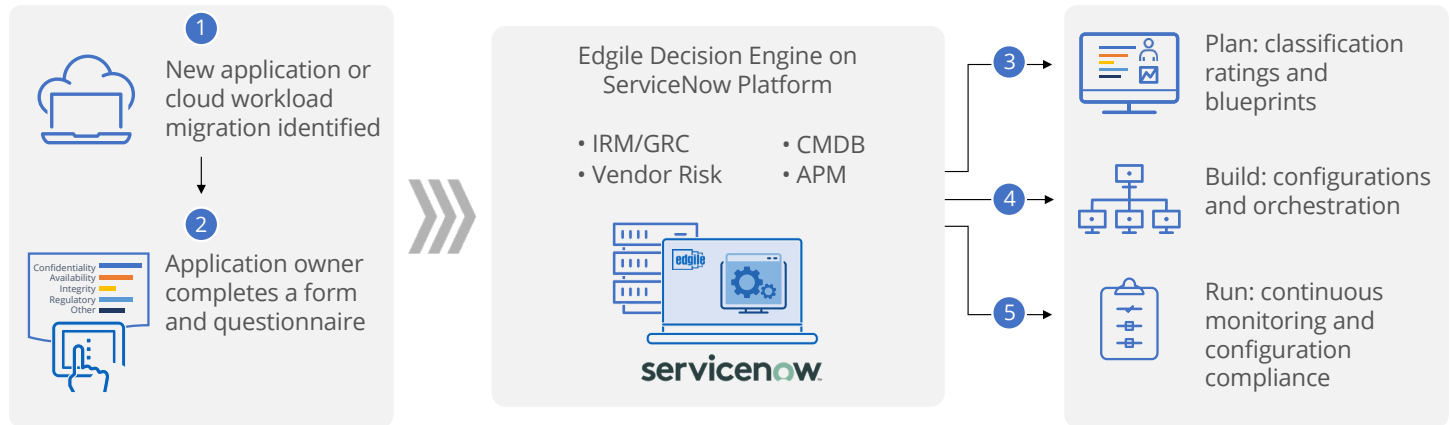 1
New application or
cloud workload
migration identified
2
Confidentiality
Availability
Integrity
Regulatory
Other
Application owner
completes a form
and questionnaire
Edgile Decision Engine on
ServiceNow Platform
• IRM/GRC
• Vendor Risk
• CMDB
• APM
edgile
servicenow
3
Plan: classification
ratings and
blueprints
4
Build: configurations
and orchestration
5
Run: continuous
monitoring and
configuration
compliance